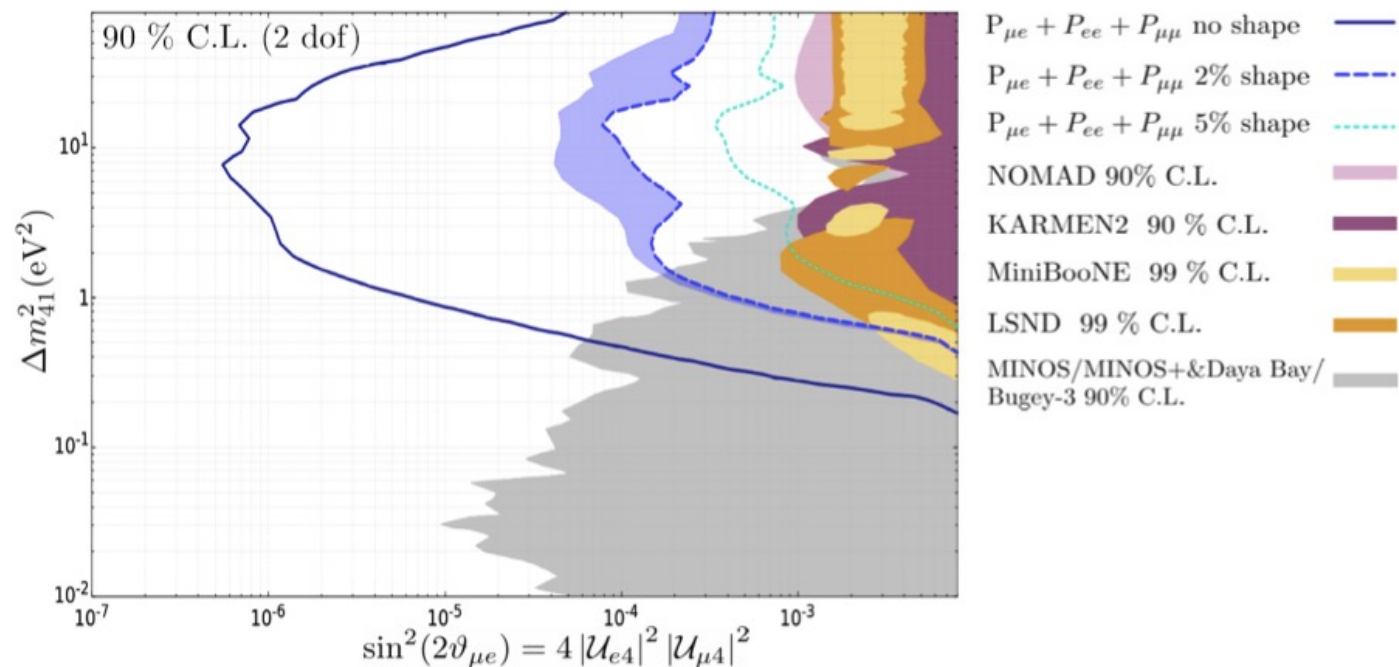 90 % C.L. (2 dof)
10¹
1
10⁻¹
10⁻²
Δm²₄₁(eV²)
10⁻⁷ 10⁻⁶ 10⁻⁵ 10⁻⁴ 10⁻³
sin²(2ϑ_μe) = 4 |𝒰_e4|² |𝒰_μ4|²
P_μe + P_ee + P_μμ no shape
P_μe + P_ee + P_μμ 2% shape
P_μe + P_ee + P_μμ 5% shape
NOMAD 90% C.L.
KARMEN2 90 % C.L.
MiniBooNE 99 % C.L.
LSND 99 % C.L.
MINOS/MINOS+&Daya Bay/
Bugey-3 90% C.L.